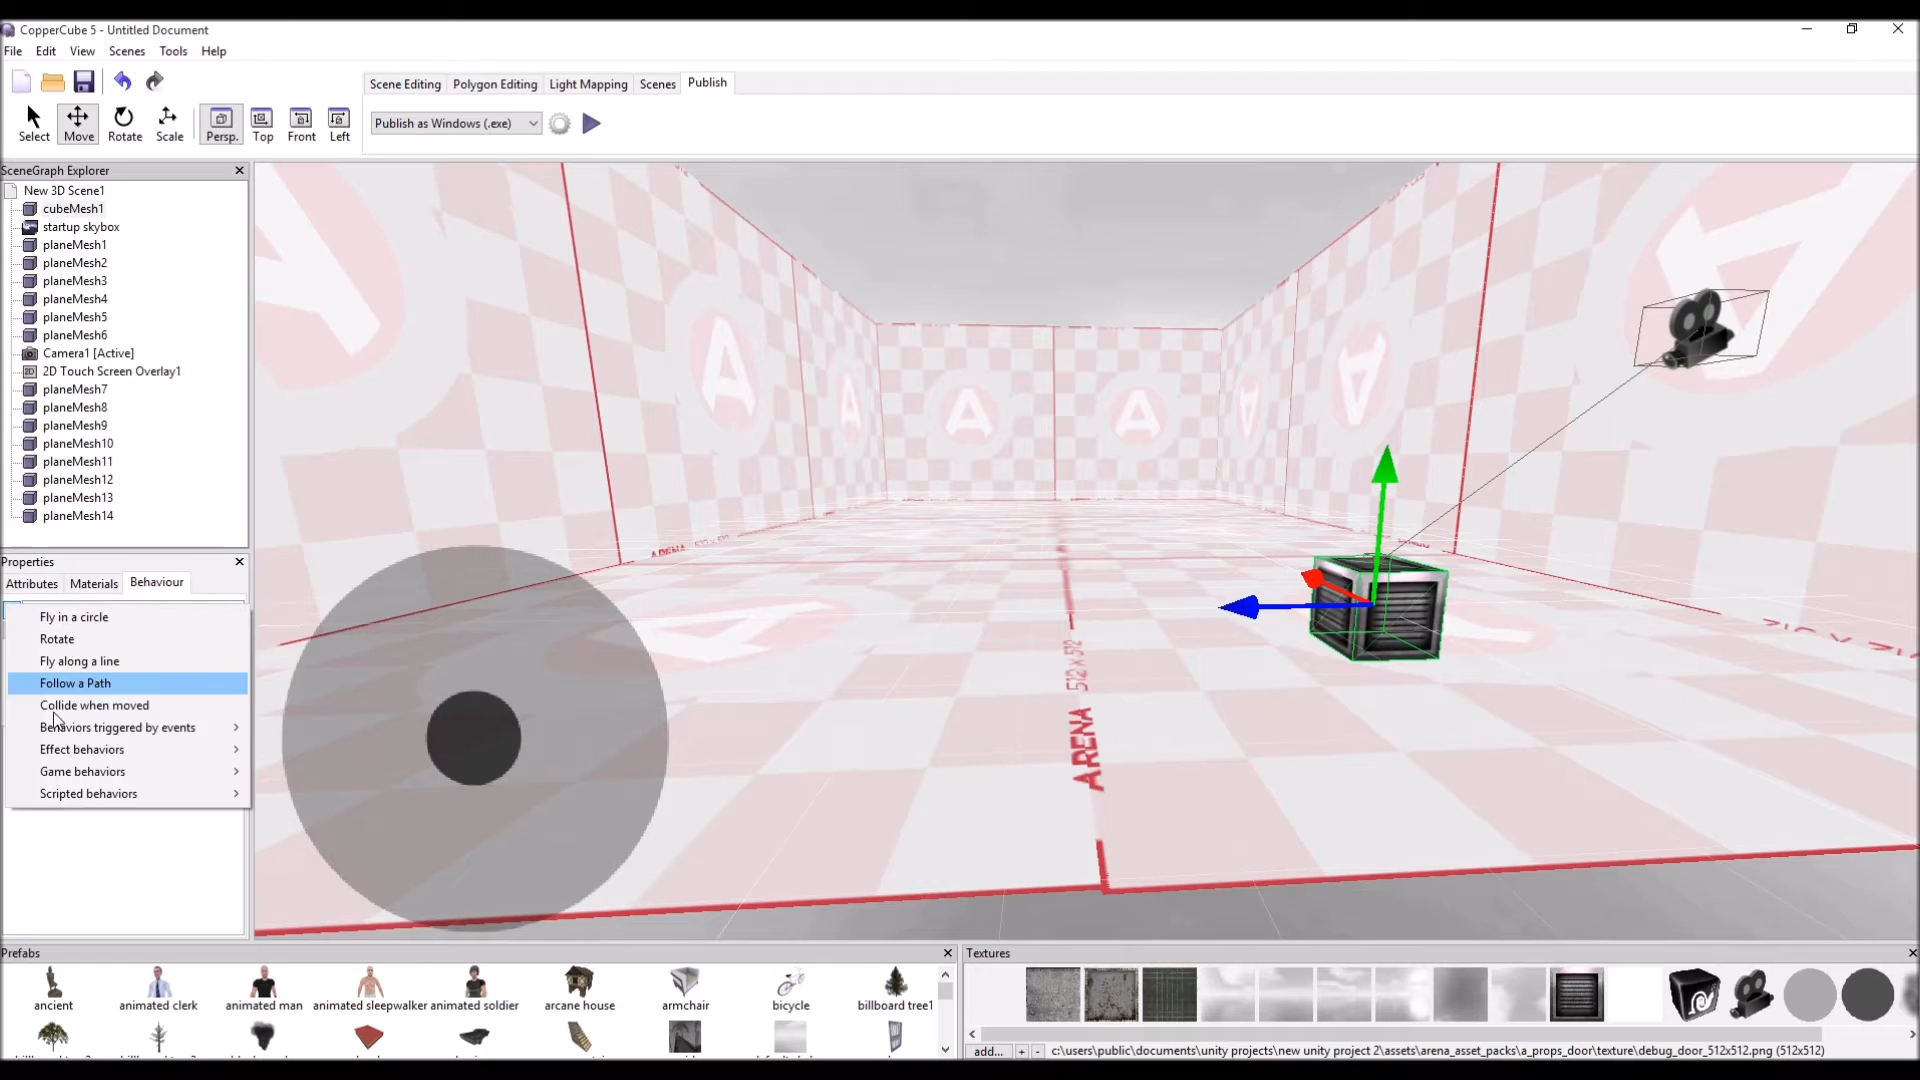 CopperCube 5 - Untitled Document
File Edit View Scenes Tools Help
Scene Editing Polygon Editing Light Mapping Scenes Publish
Select Move Rotate Scale Persp. Top Front Left
Publish as Windows (.exe)
SceneGraph Explorer
New 3D Scene1
cubeMesh1
startup skybox
planeMesh1
planeMesh2
planeMesh3
planeMesh4
planeMesh5
planeMesh6
Camera1 [Active]
2D 2D Touch Screen Overlay1
planeMesh7
planeMesh8
planeMesh9
planeMesh10
planeMesh11
planeMesh12
planeMesh13
planeMesh14
Properties
Attributes Materials Behaviour
Fly in a circle
Rotate
Fly along a line
Follow a Path
Collide when moved
Behaviors triggered by events
Effect behaviors
Game behaviors
Scripted behaviors
A
A
A
A
A
A
A
ARENA 512 x 512
ARENA
Prefabs
ancient animated clerk animated man animated sleepwalker animated soldier arcane house armchair bicycle billboard tree1
Textures
add... + - c:\users\public\documents\unity projects\new unity project 2\assets\arena_asset_packs\a_props_door\texture\debug_door_512x512.png (512x512)